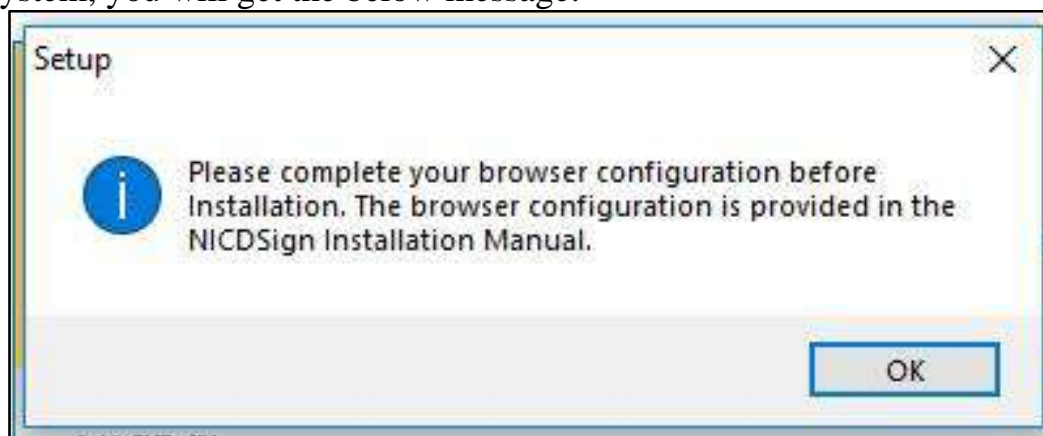 ystem, you will get the below message:
Setup
Please complete your browser configuration before
Installation. The browser configuration is provided in the
NICDSign Installation Manual.
OK